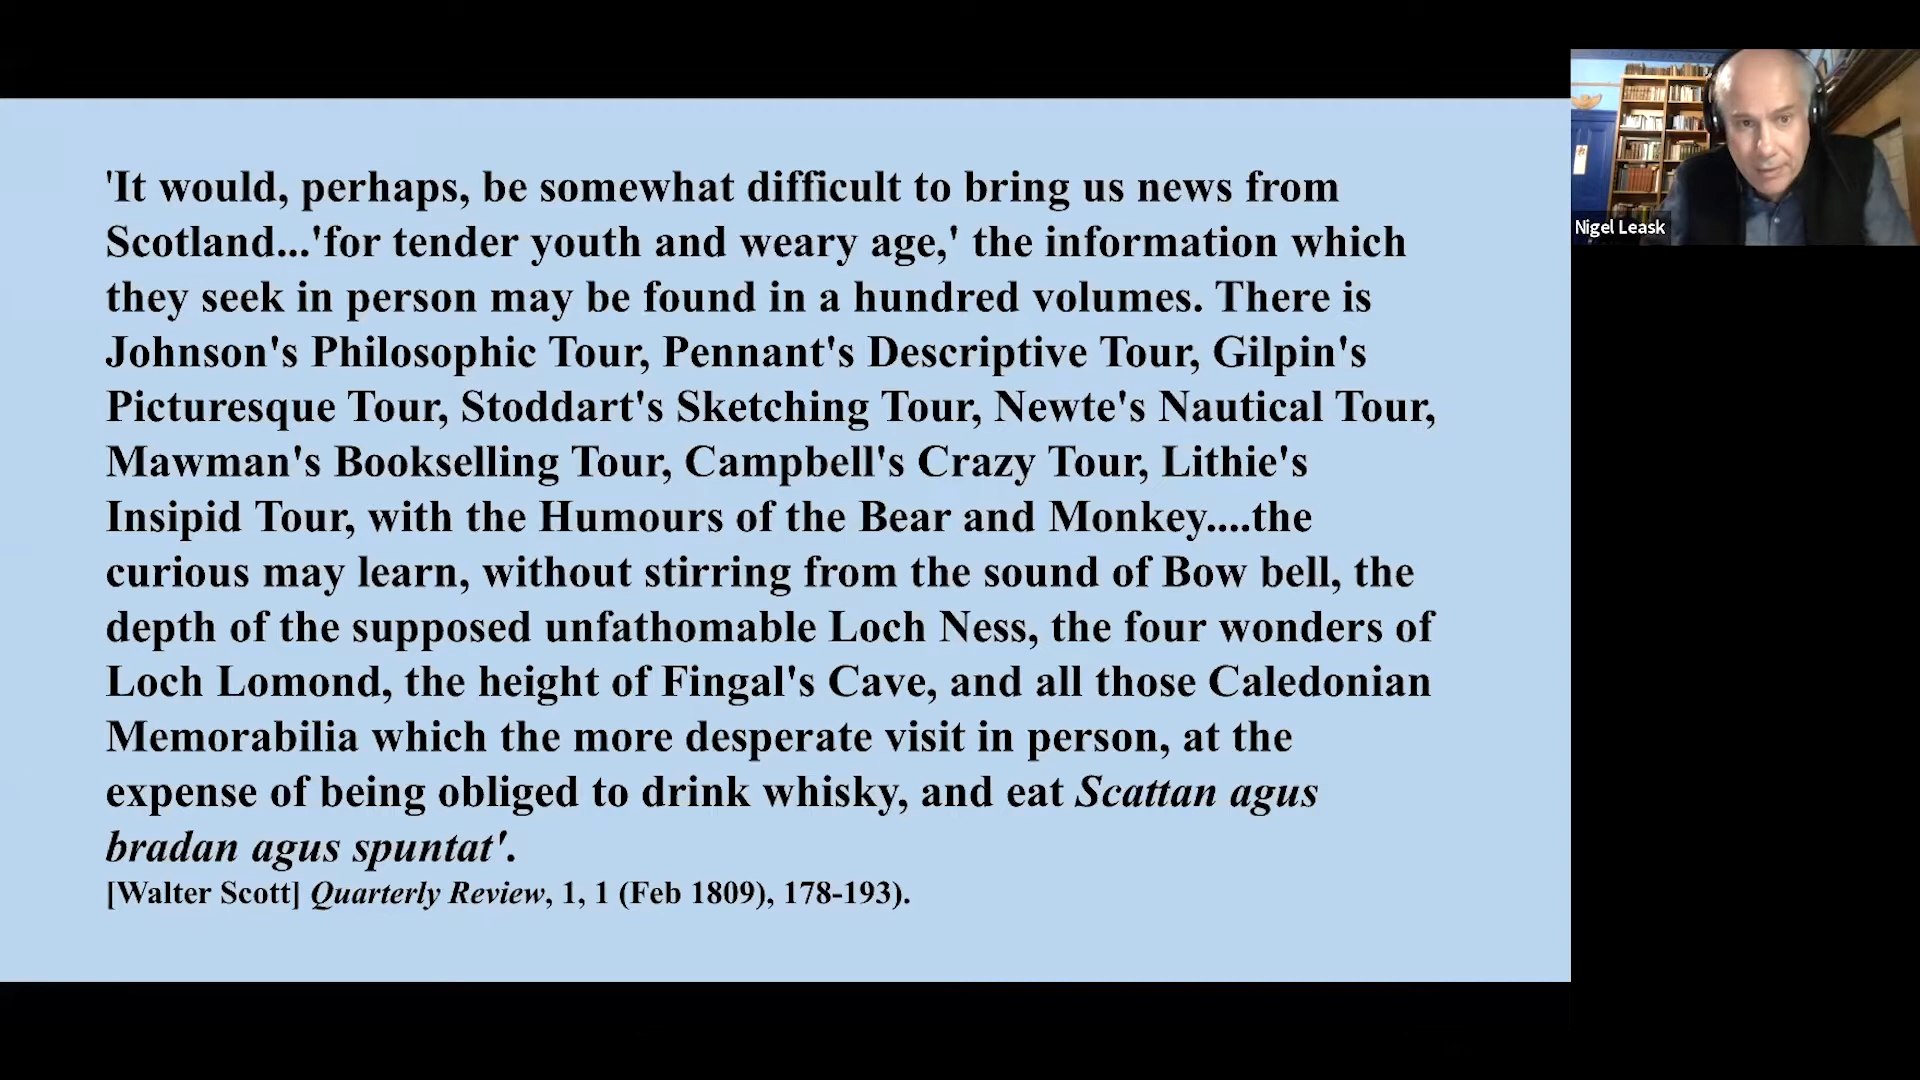 'It would, perhaps, be somewhat difficult to bring us news from
Scotland...'for tender youth and weary age,' the information which
they seek in person may be found in a hundred volumes. There is
Johnson's Philosophic Tour, Pennant's Descriptive Tour, Gilpin's
Picturesque Tour, Stoddart's Sketching Tour, Newte's Nautical Tour,
Mawman's Bookselling Tour, Campbell's Crazy Tour, Lithie's
Insipid Tour, with the Humours of the Bear and Monkey....the
curious may learn, without stirring from the sound of Bow bell, the
depth of the supposed unfathomable Loch Ness, the four wonders of
Loch Lomond, the height of Fingal's Cave, and all those Caledonian
Memorabilia which the more desperate visit in person, at the
expense of being obliged to drink whisky, and eat Scattan agus
bradan agus spuntat'.
[Walter Scott] Quarterly Review, 1, 1 (Feb 1809), 178-193).
Nigel Leask